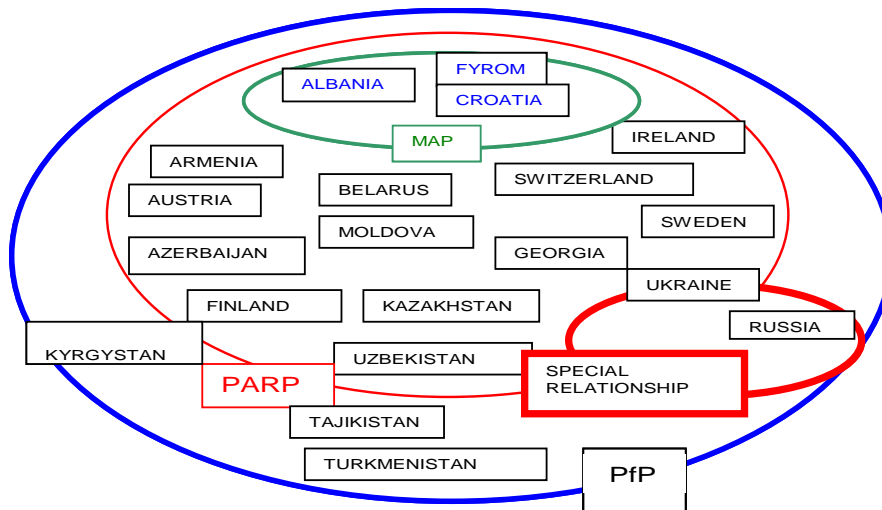 FYROM
ALBANIA
CROATIA
MAP
IRELAND
ARMENIA
BELARUS
SWITZERLAND
AUSTRIA
MOLDOVA
SWEDEN
AZERBAIJAN
GEORGIA
UKRAINE
FINLAND
KAZAKHSTAN
RUSSIA
KYRGYSTAN
UZBEKISTAN
PARP
SPECIAL
RELATIONSHIP
TAJIKISTAN
TURKMENISTAN
PfP